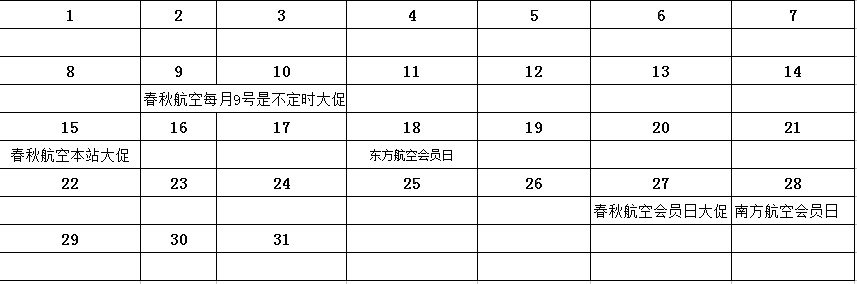 1 2 3 4 5 6 7
8 9 10 11 12 13 14
春秋航空每月9号是不定时大促
15 16 17 18 19 20 21
春秋航空本站大促 东方航空会员日
22 23 24 25 26 27 28
春秋航空会员日大促 南方航空会员日
29 30 31